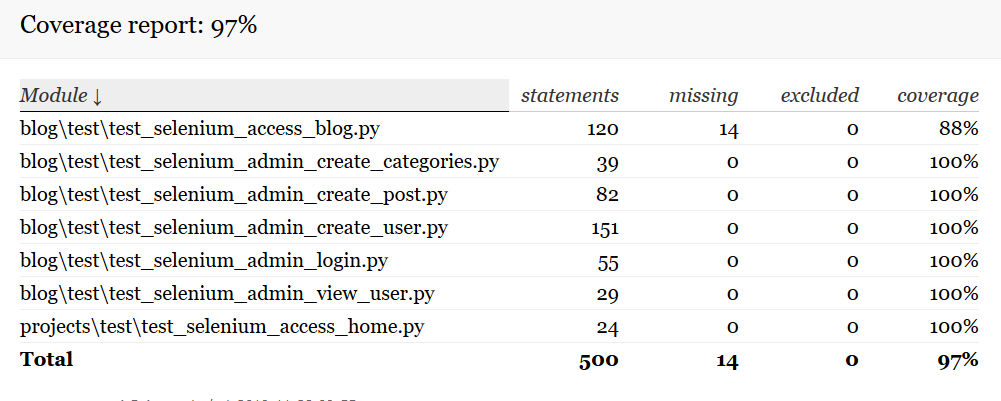 Coverage report: 97%
Module ↓ statements missing excluded coverage
blog\test\test_selenium_access_blog.py 120 14 0 88%
blog\test\test_selenium_admin_create_categories.py 39 0 0 100%
blog\test\test_selenium_admin_create_post.py 82 0 0 100%
blog\test\test_selenium_admin_create_user.py 151 0 0 100%
blog\test\test_selenium_admin_login.py 55 0 0 100%
blog\test\test_selenium_admin_view_user.py 29 0 0 100%
projects\test\test_selenium_access_home.py 24 0 0 100%
Total 500 14 0 97%